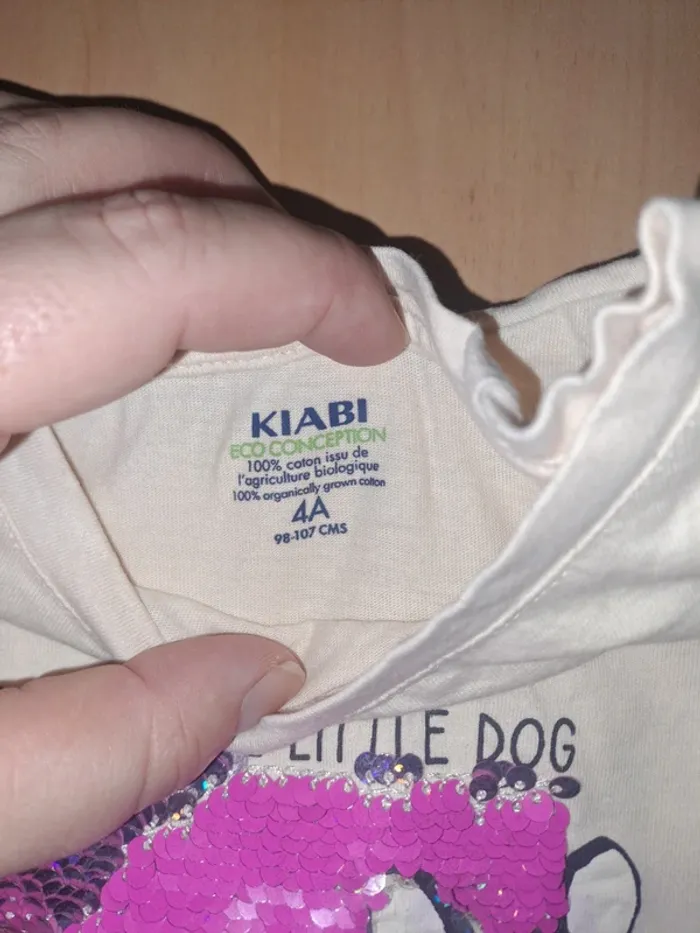 KIABI
ECO CONCEPTION
100% coton issu de
l'agriculture biologique
100% organically grown cotton
4A
98-107 CMS
LITTLE DOG